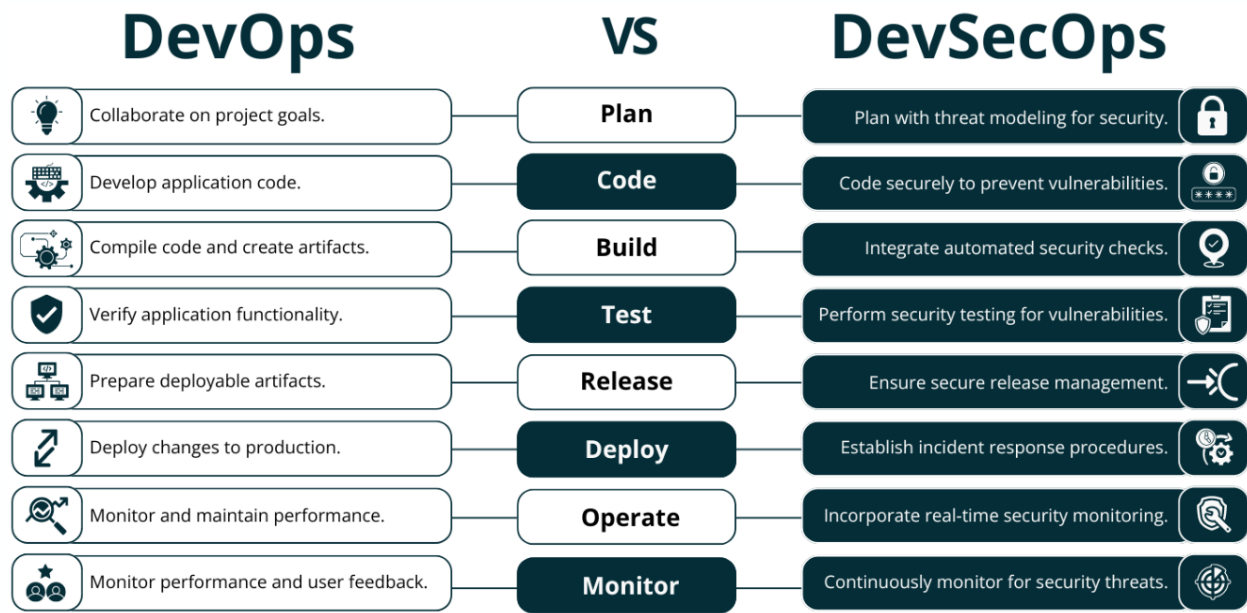 DevOps VS DevSecOps
Collaborate on project goals. Plan Plan with threat modeling for security.
Develop application code. Code Code securely to prevent vulnerabilities.
Compile code and create artifacts. Build Integrate automated security checks.
Verify application functionality. Test Perform security testing for vulnerabilities.
Prepare deployable artifacts. Release Ensure secure release management.
Deploy changes to production. Deploy Establish incident response procedures.
Monitor and maintain performance. Operate Incorporate real-time security monitoring.
Monitor performance and user feedback. Monitor Continuously monitor for security threats.